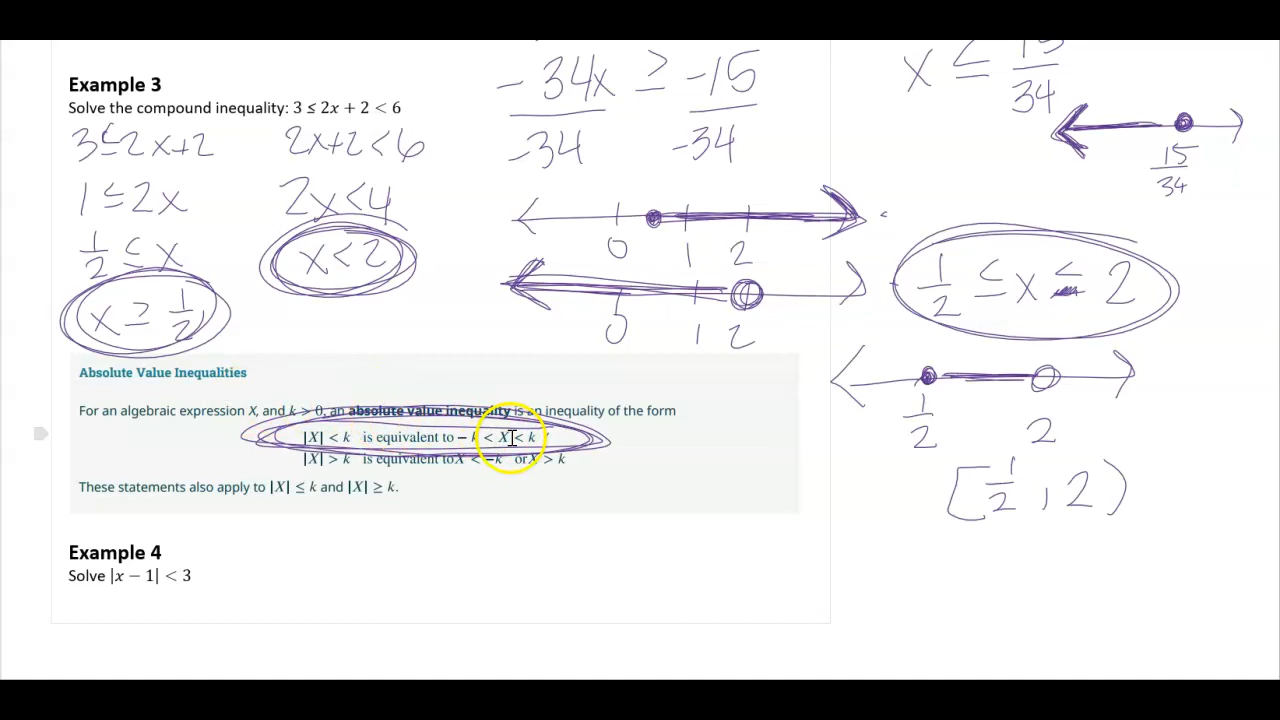 Example 3
Solve the compound inequality: 3 ≤ 2x + 2 < 6
3 ≤ 2x+2
2x+2 < 6
1 ≤ 2x
2x < 4
1/2 ≤ x
x < 2
x ≥ 1/2
-34x ≥ -15
-34 -34
0 1 2
0 1 2
x ≤ 15/34
15/34
1/2 ≤ x ≤ 2
1/2 2
[1/2, 2)
Absolute Value Inequalities
For an algebraic expression X, and k > 0, an absolute value inequality is an inequality of the form
|X| < k is equivalent to − k < X < k
|X| > k is equivalent toX < −k orX > k
These statements also apply to |X| ≤ k and |X| ≥ k.
Example 4
Solve |x − 1| < 3